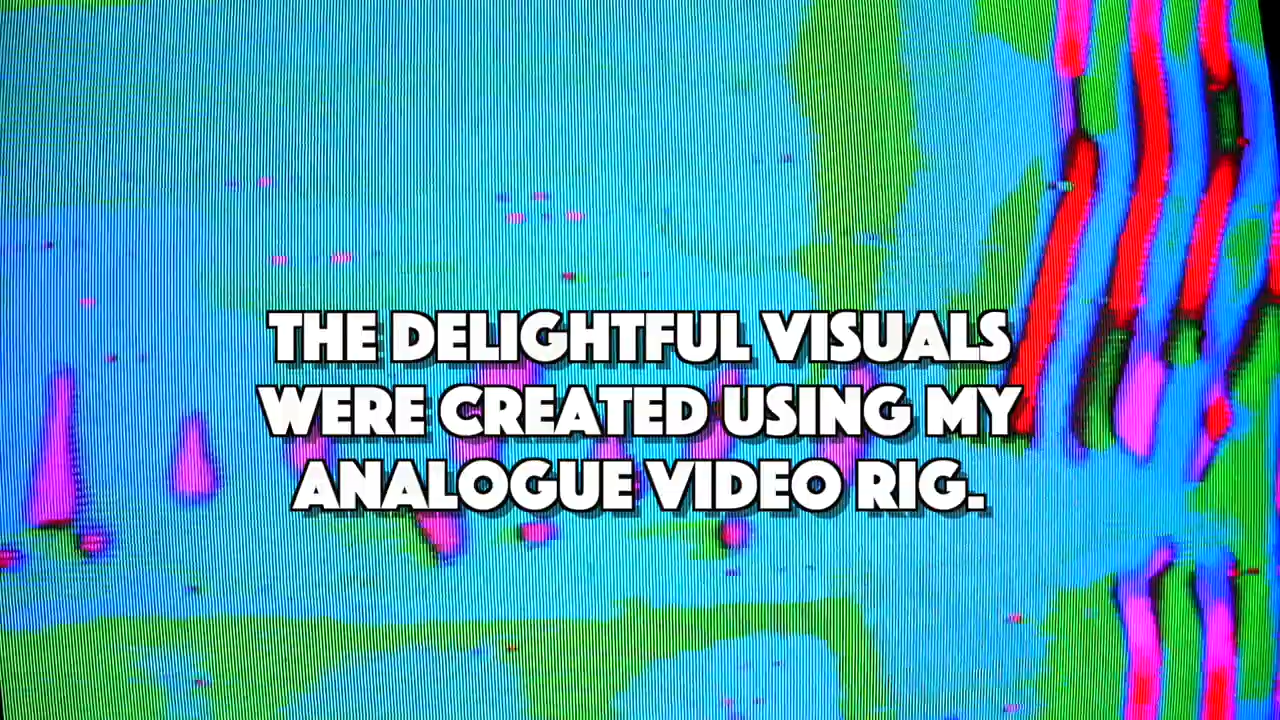 THE DELIGHTFUL VISUALS
WERE CREATED USING MY
ANALOGUE VIDEO RIG.